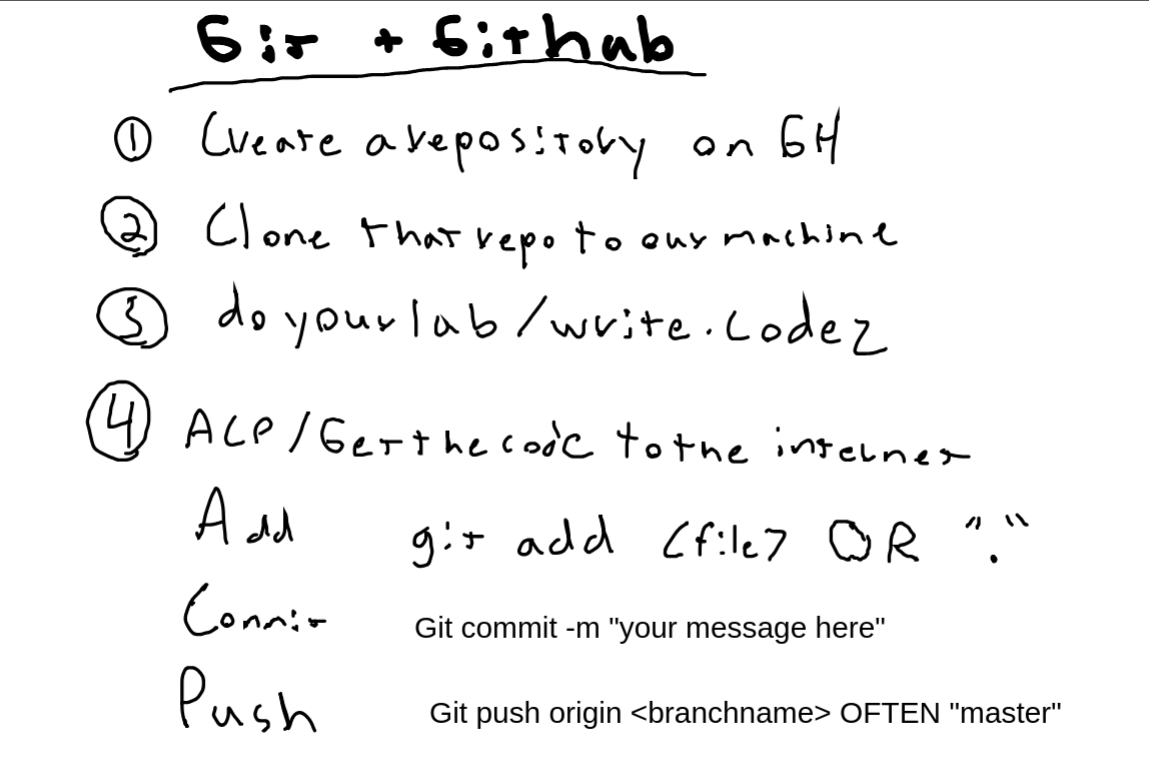 Git + Github
① Create a repository on GH
② Clone that repo to our machine
③ do your lab/write.codez
④ ACP/Get the code to the internet
Add git add <file> OR "."
Commit Git commit -m "your message here"
Push Git push origin <branchname> OFTEN "master"